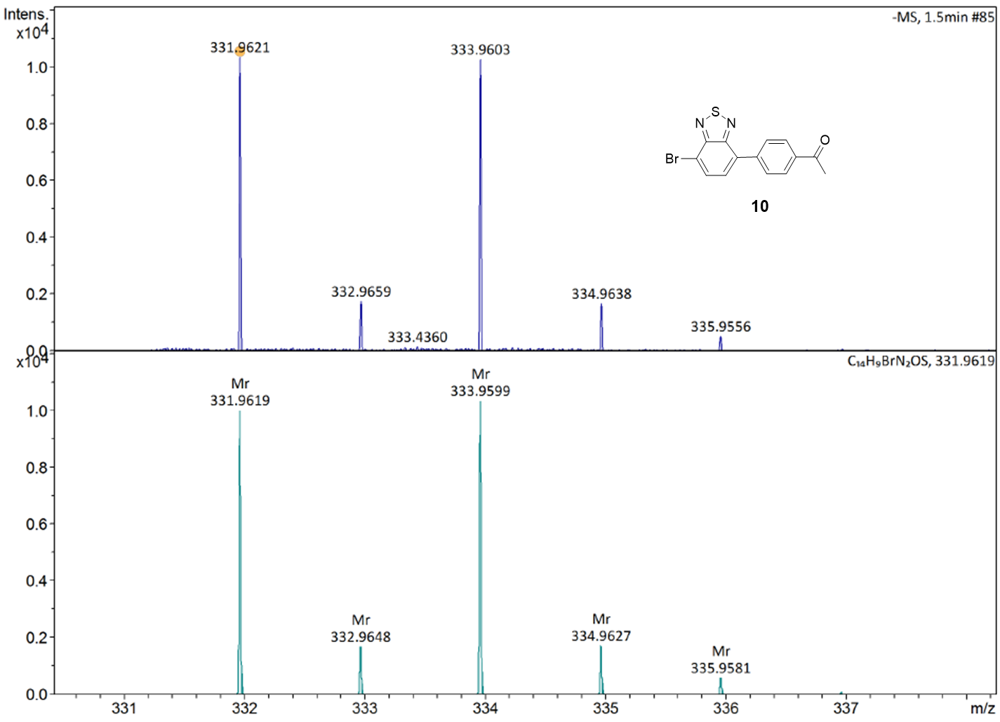 Intens.
x10⁴
-MS, 1.5min #85
331.9621
333.9603
1.0
0.8
S
N N
O
Br
0.6
10
0.4
332.9659
334.9638
0.2
335.9556
333.4360
0.0
x10⁴
C₁₄H₉BrN₂OS, 331.9619
Mr
331.9619
Mr
333.9599
1.0
0.8
0.6
0.4
Mr
332.9648
Mr
334.9627
0.2
Mr
335.9581
0.0
331 332 333 334 335 336 337 m/z